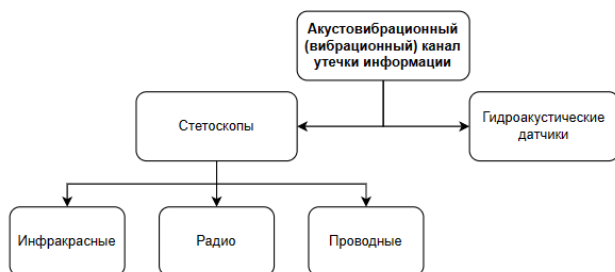 Акустовибрационный
(вибрационный) канал
утечки информации
Стетоскопы
Гидроакустические
датчики
Инфракрасные
Радио
Проводные